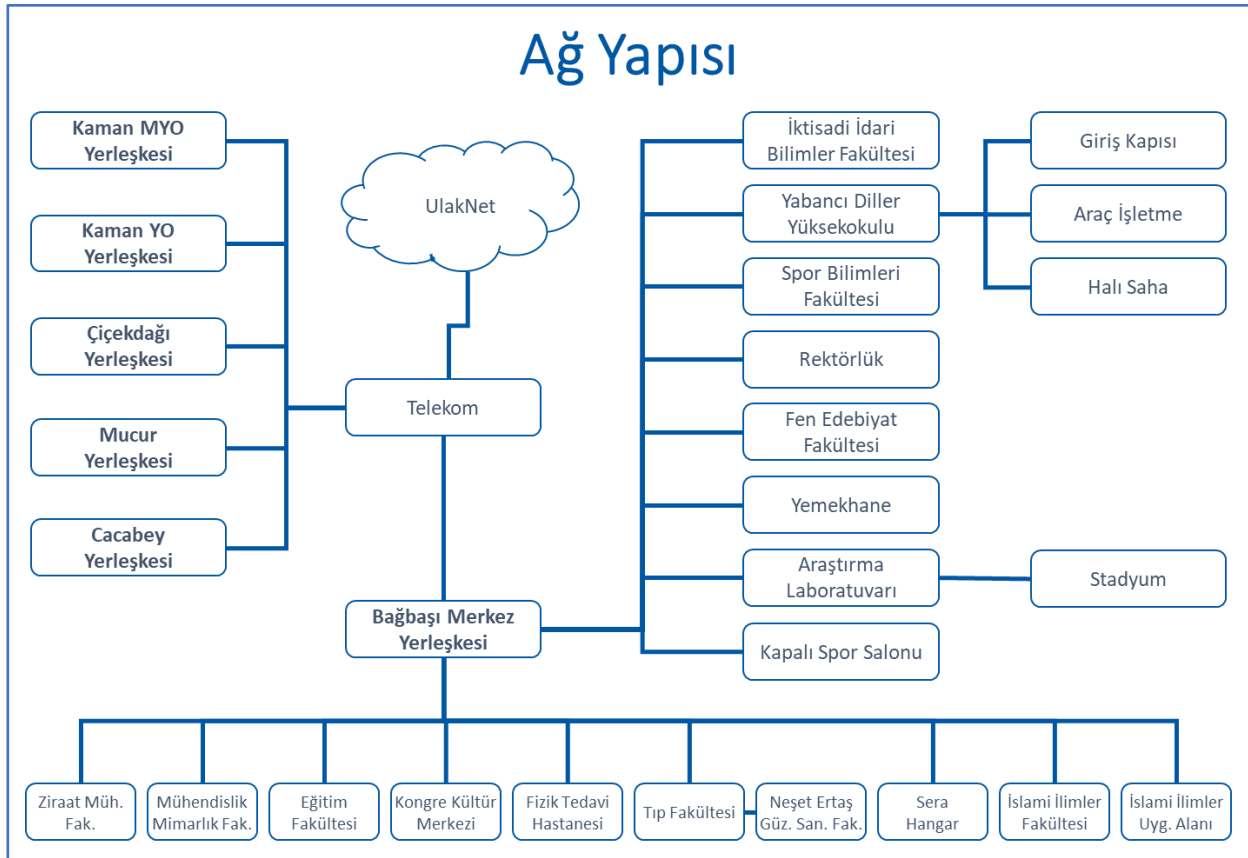 Ağ Yapısı
Kaman MYO
Yerleşkesi
Kaman YO
Yerleşkesi
Çiçekdağı
Yerleşkesi
Mucur
Yerleşkesi
Cacabey
Yerleşkesi
UlakNet
Telekom
Bağbaşı Merkez
Yerleşkesi
İktisadi İdari
Bilimler Fakültesi
Yabancı Diller
Yüksekokulu
Spor Bilimleri
Fakültesi
Rektörlük
Fen Edebiyat
Fakültesi
Yemekhane
Araştırma
Laboratuvarı
Kapalı Spor Salonu
Giriş Kapısı
Araç İşletme
Halı Saha
Stadyum
Ziraat Müh.
Fak.
Mühendislik
Mimarlık Fak.
Eğitim
Fakültesi
Kongre Kültür
Merkezi
Fizik Tedavi
Hastanesi
Tıp Fakültesi
Neşet Ertaş
Güz. San. Fak.
Sera
Hangar
İslami İlimler
Fakültesi
İslami İlimler
Uyg. Alanı